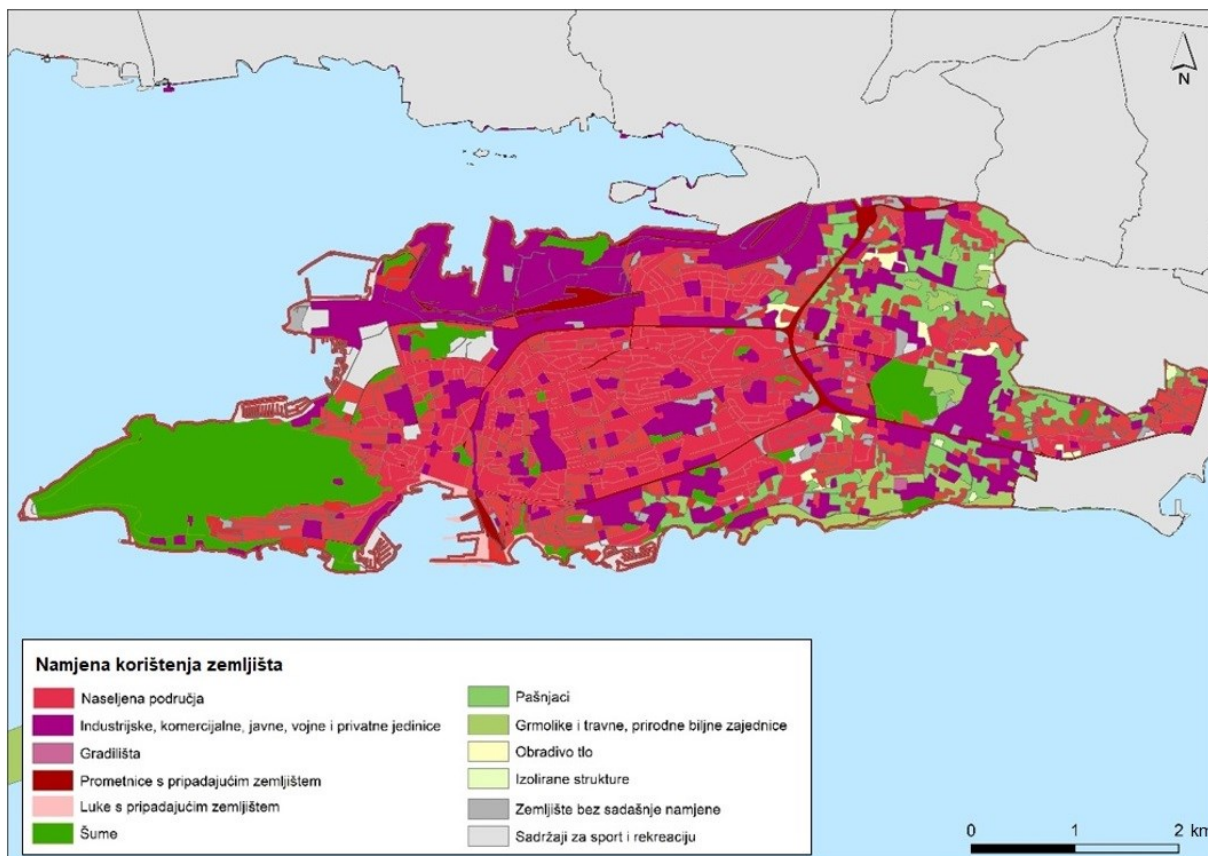 N
Namjena korištenja zemljišta
Naseljena područja
Industrijske, komercijalne, javne, vojne i privatne jedinice
Gradilišta
Prometnice s pripadajućim zemljištem
Luke s pripadajućim zemljištem
Šume
Pašnjaci
Grmolike i travne, prirodne biljne zajednice
Obradivo tlo
Izolirane strukture
Zemljište bez sadašnje namjene
Sadržaji za sport i rekreaciju
0 1 2 km